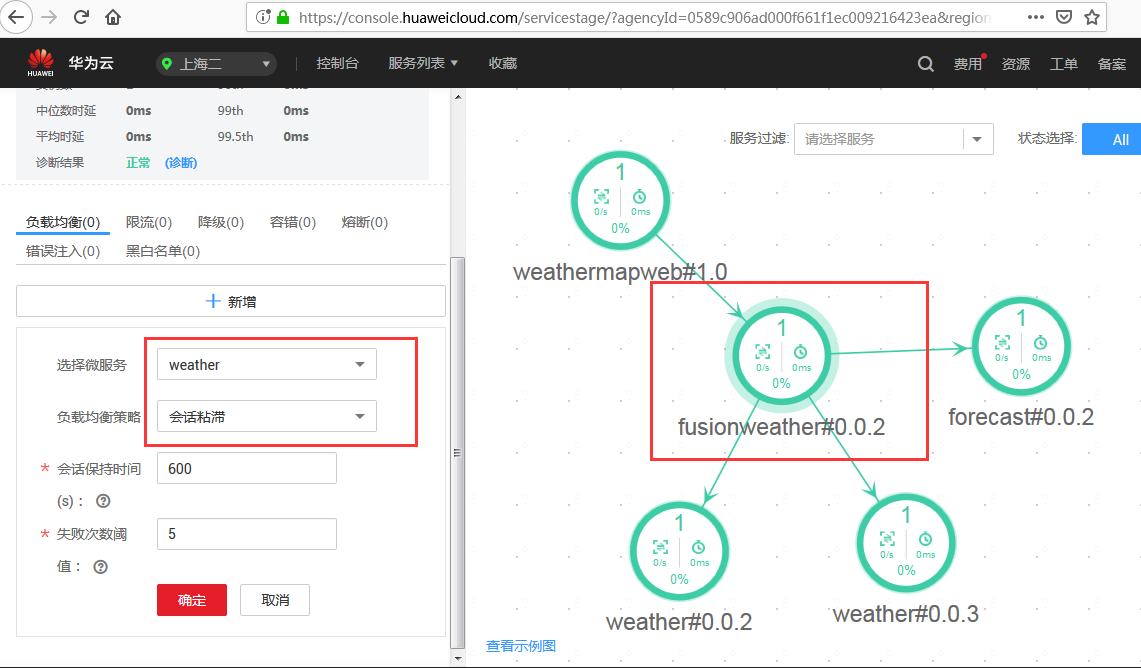 https://console.huaweicloud.com/servicestage/?agencyId=0589c906ad000f661f1ec009216423ea&region
HUAWEI
华为云
上海二
控制台
服务列表
收藏
费用
资源
工单
备案
中位数时延 0ms 99th 0ms
平均时延 0ms 99.5th 0ms
诊断结果 正常 (诊断)
负载均衡(0) 限流(0) 降级(0) 容错(0) 熔断(0)
错误注入(0) 黑白名单(0)
新增
选择微服务 weather
负载均衡策略 会话粘滞
* 会话保持时间 600
(s)： ?
* 失败次数阈 5
值： ?
确定 取消
服务过滤: 请选择服务
状态选择: All
1
0/s 0ms
0%
weathermapweb#1.0
1
0/s 0ms
0%
fusionweather#0.0.2
1
0/s 0ms
0%
forecast#0.0.2
1
0/s 0ms
0%
weather#0.0.2
1
0/s 0ms
0%
weather#0.0.3
查看示例图